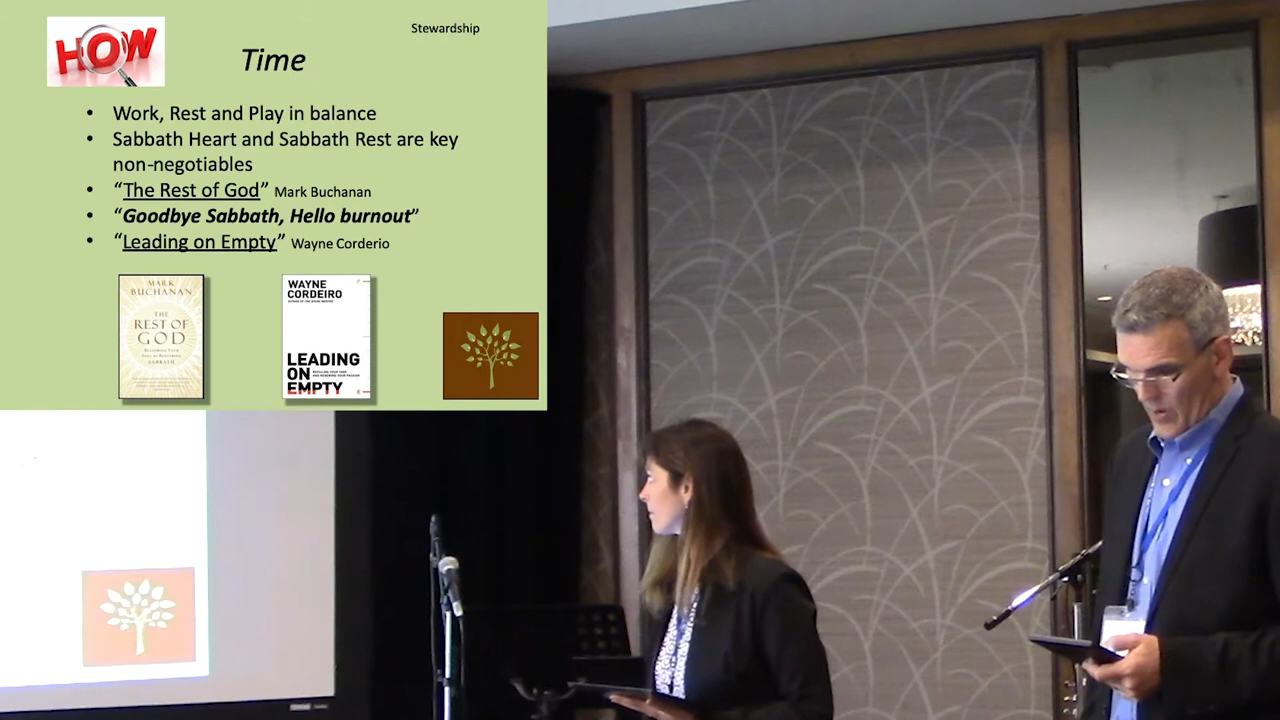 Stewardship
HOW
Time
• Work, Rest and Play in balance
• Sabbath Heart and Sabbath Rest are key
non-negotiables
• “The Rest of God” Mark Buchanan
• “Goodbye Sabbath, Hello burnout”
• “Leading on Empty” Wayne Corderio
MARK
BUCHANAN
THE
REST OF
GOD
WAYNE
CORDEIRO
LEADING
ON
EMPTY